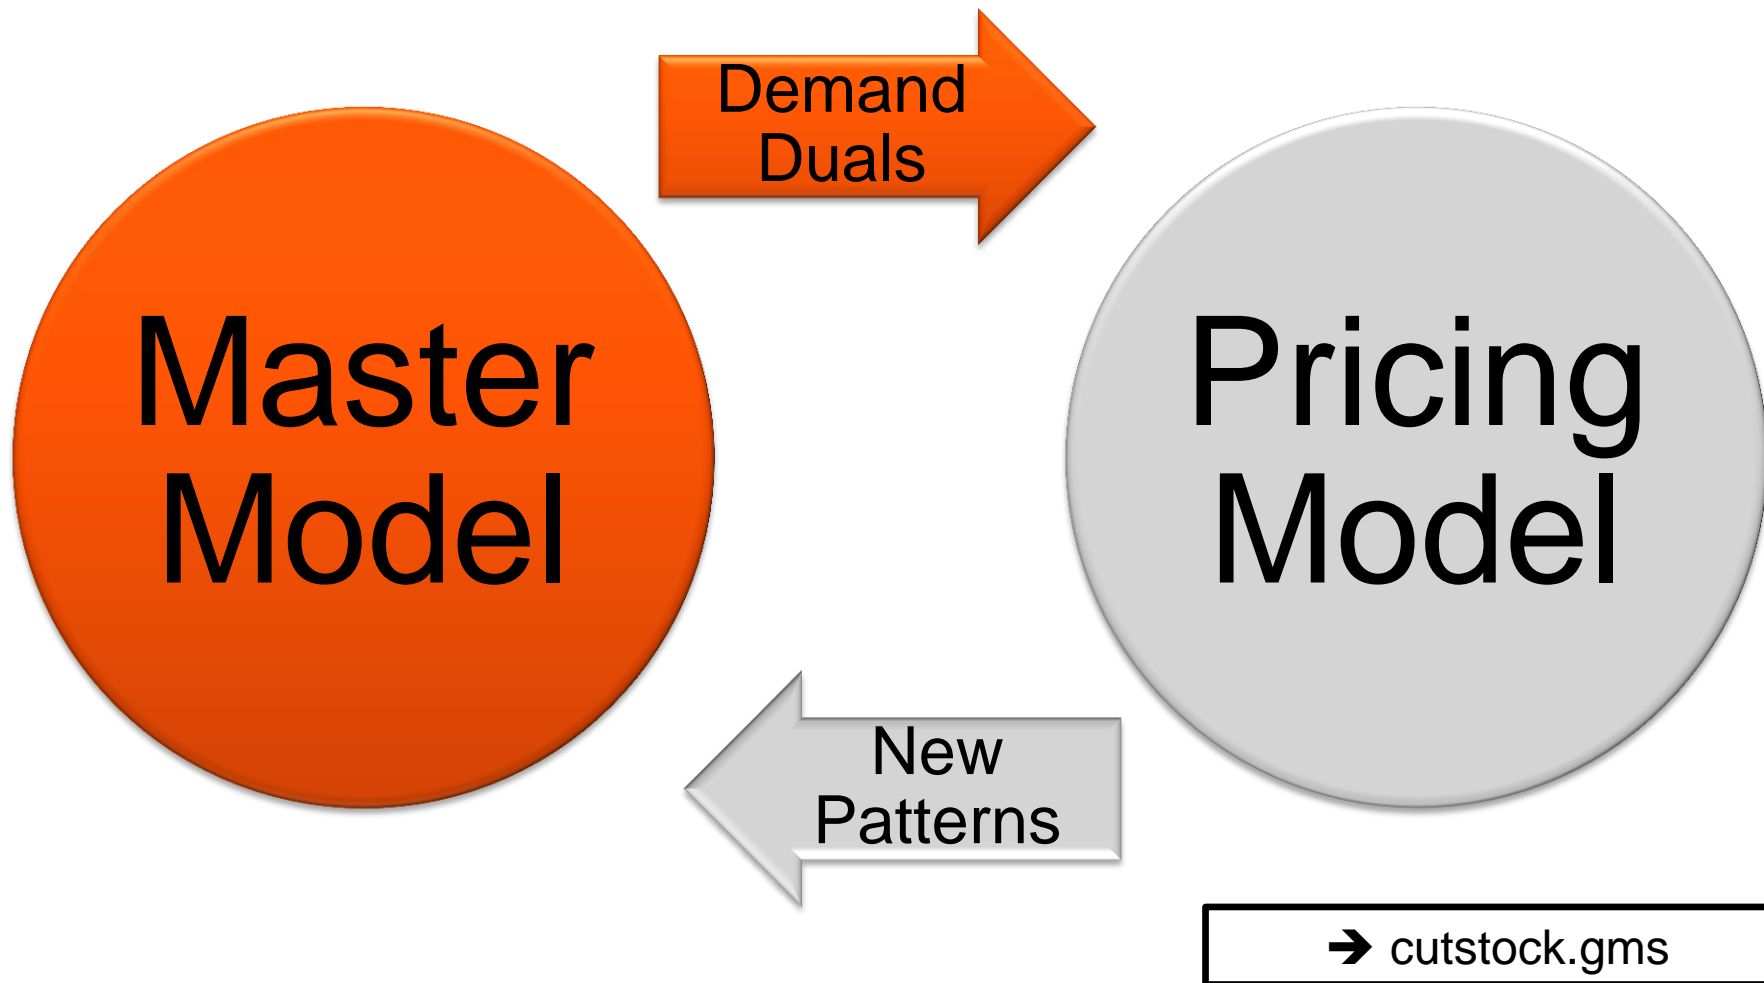 Demand
Duals
Master
Model
Pricing
Model
New
Patterns
➔ cutstock.gms